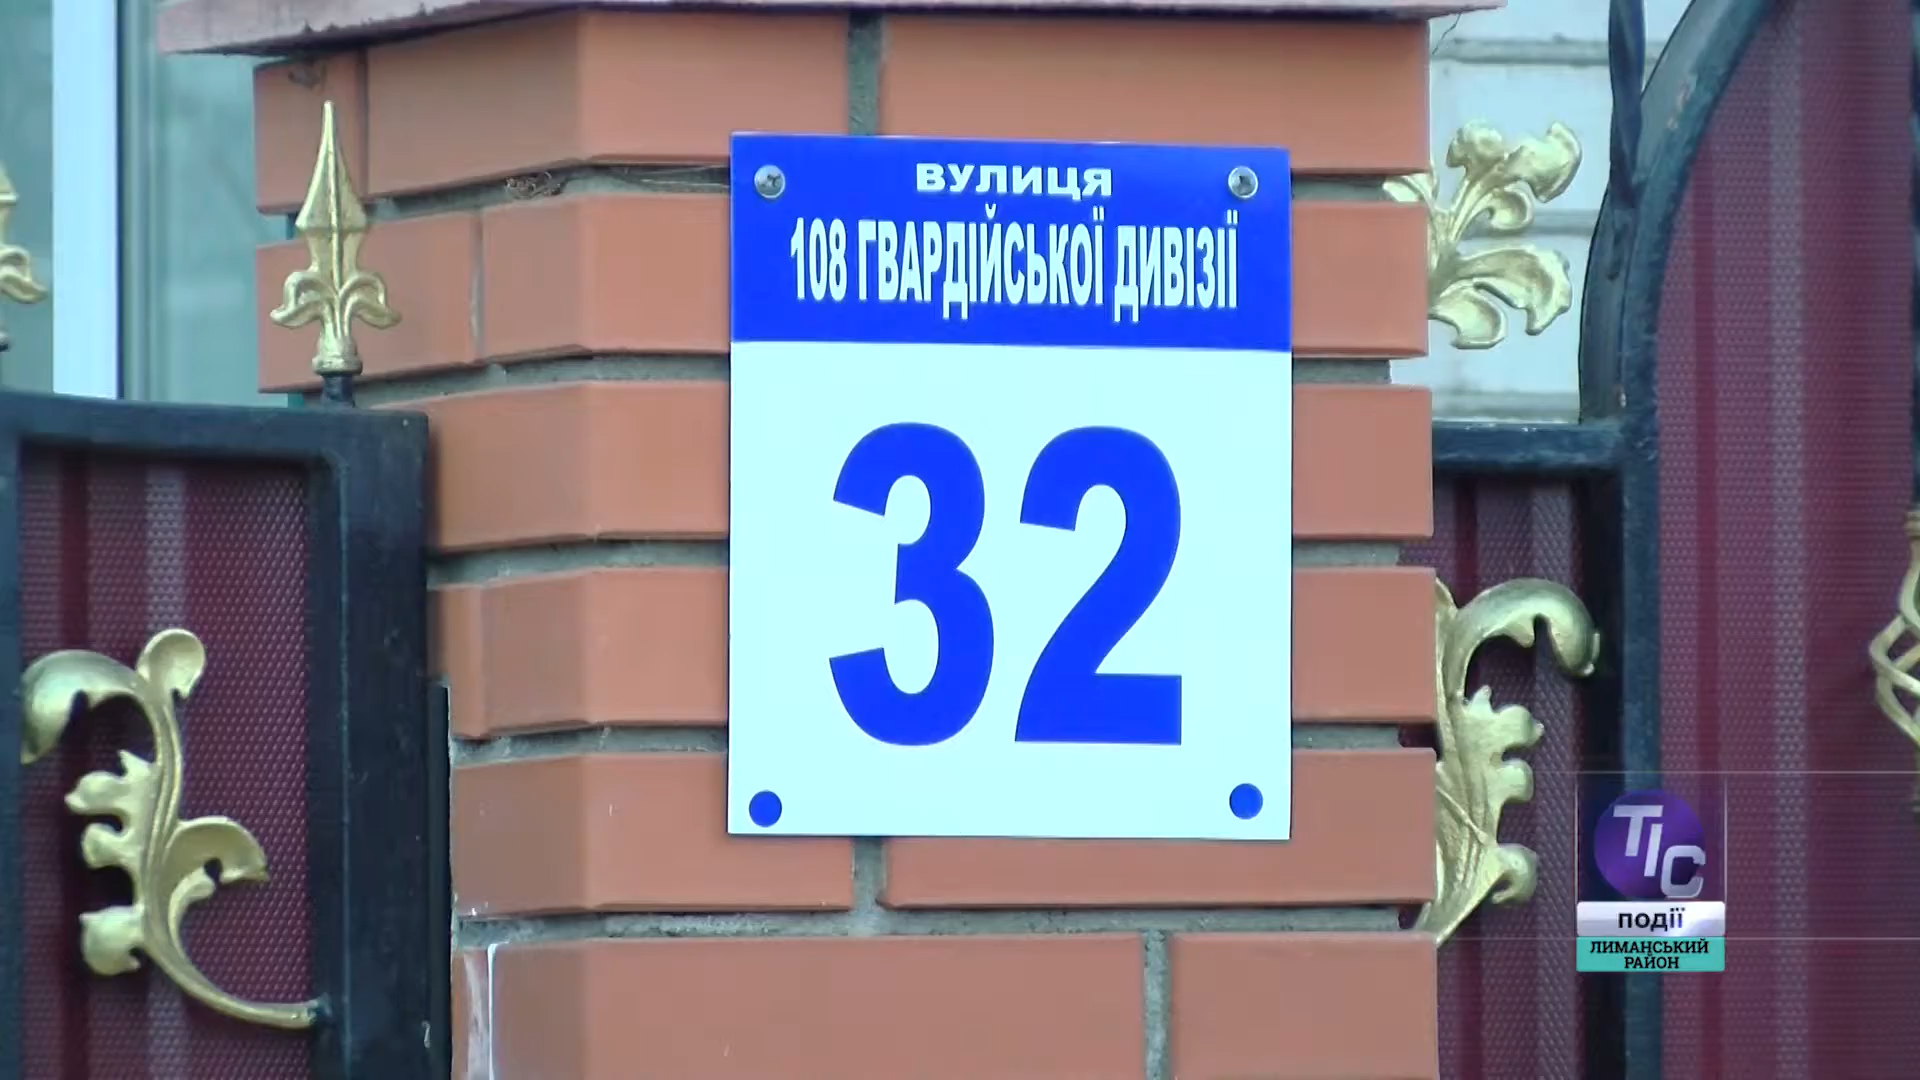 ВУЛИЦЯ
108 ГВАРДІЙСЬКОЇ ДИВІЗІЇ
32
ТІС
ПОДІЇ
ЛИМАНСЬКИЙ
РАЙОН